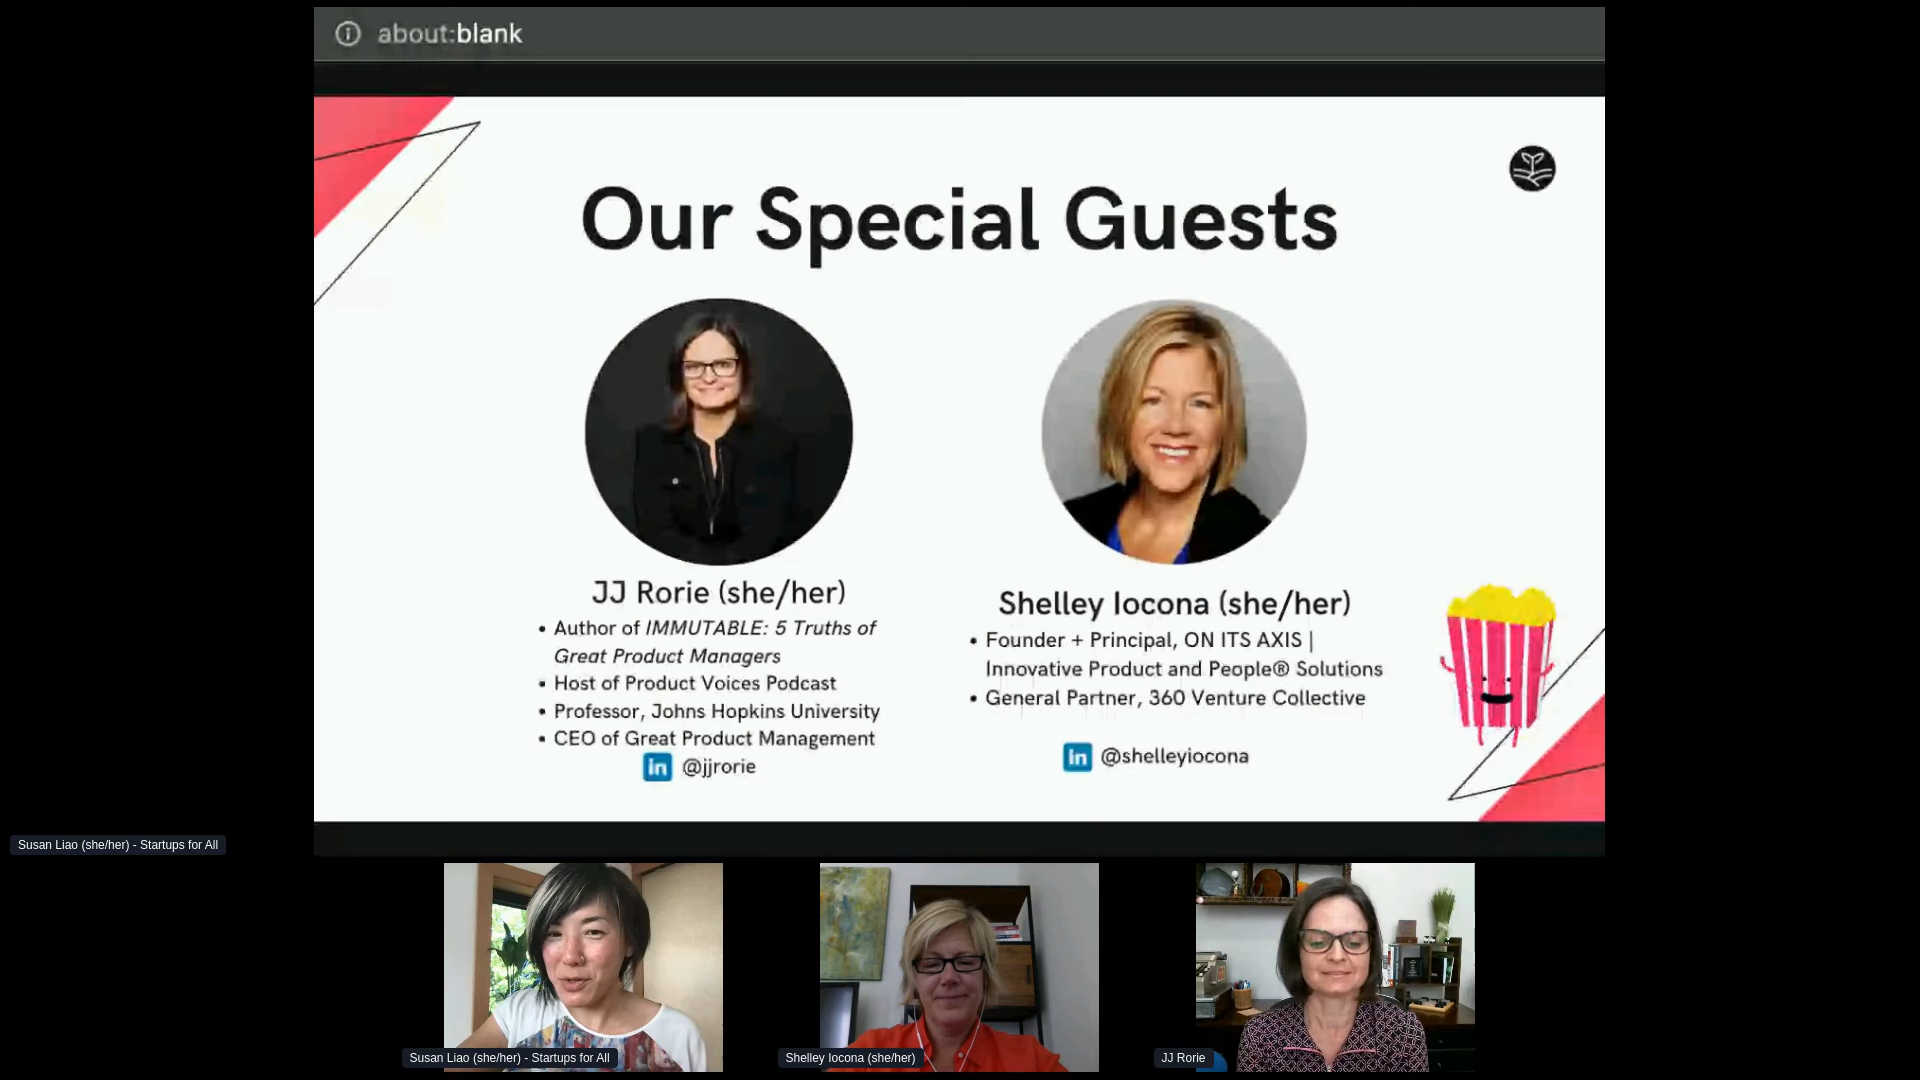 about:blank
Our Special Guests
JJ Rorie (she/her)
• Author of IMMUTABLE: 5 Truths of
Great Product Managers
• Host of Product Voices Podcast
• Professor, Johns Hopkins University
• CEO of Great Product Management
in @jjrorie
Shelley Iocona (she/her)
• Founder + Principal, ON ITS AXIS |
Innovative Product and People® Solutions
• General Partner, 360 Venture Collective
in @shelleyiocona
Susan Liao (she/her) - Startups for All
Susan Liao (she/her) - Startups for All
Shelley Iocona (she/her)
JJ Rorie